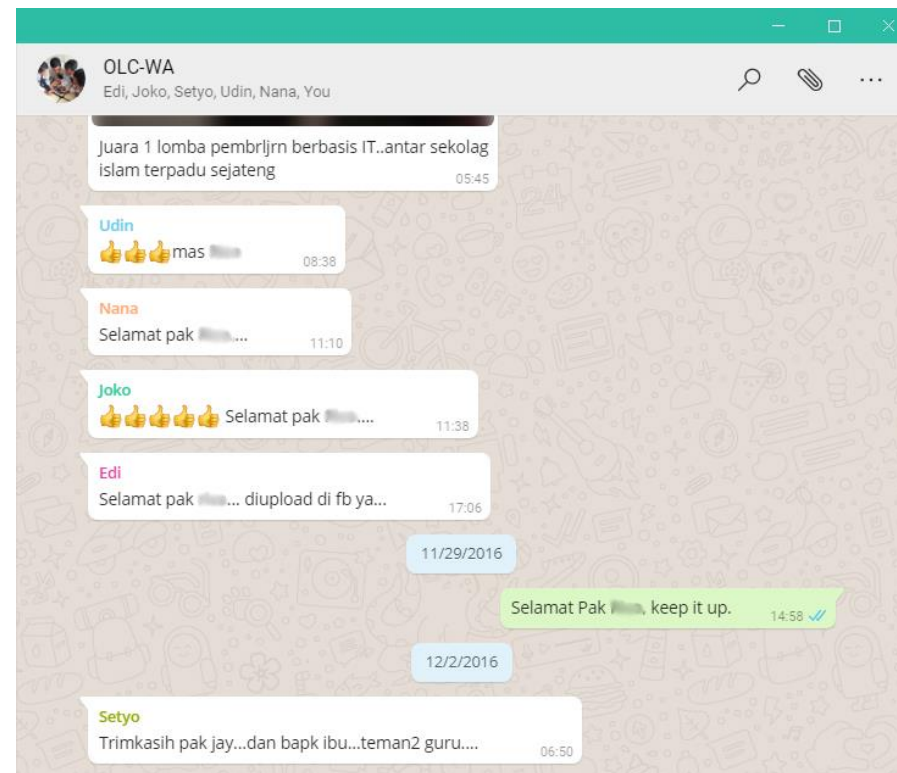 OLC-WA
Edi, Joko, Setyo, Udin, Nana, You
Juara 1 lomba pembrljrn berbasis IT..antar sekolag
islam terpadu sejateng
05:45
Udin
👍👍👍mas
08:38
Nana
Selamat pak ....
11:10
Joko
👍👍👍👍👍 Selamat pak ....
11:38
Edi
Selamat pak ... diupload di fb ya...
17:06
11/29/2016
Selamat Pak , keep it up.
14:58
12/2/2016
Setyo
Trimkasih pak jay...dan bapk ibu...teman2 guru....
06:50